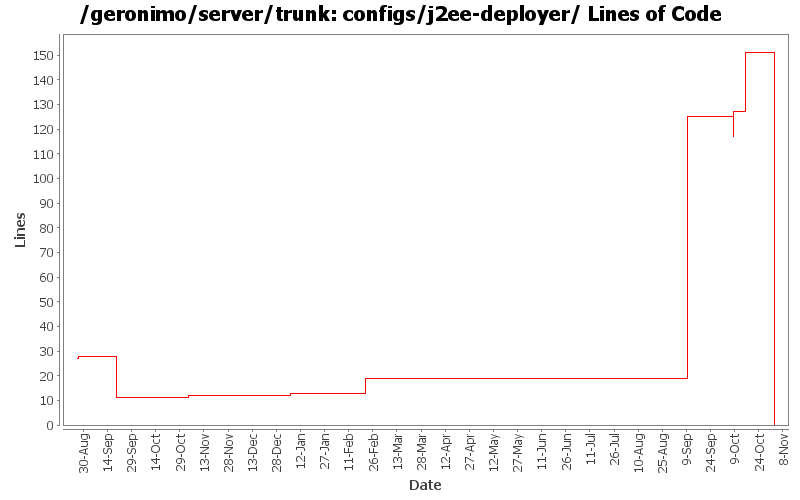 /geronimo/server/trunk: configs/j2ee-deployer/ Lines of Code
150
140
130
120
110
100
90
80
70
60
50
40
30
20
10
0
Lines
30-Aug
14-Sep
29-Sep
14-Oct
29-Oct
13-Nov
28-Nov
13-Dec
28-Dec
12-Jan
27-Jan
11-Feb
26-Feb
13-Mar
28-Mar
12-Apr
27-Apr
12-May
27-May
11-Jun
26-Jun
11-Jul
26-Jul
10-Aug
25-Aug
9-Sep
24-Sep
9-Oct
24-Oct
8-Nov
Date